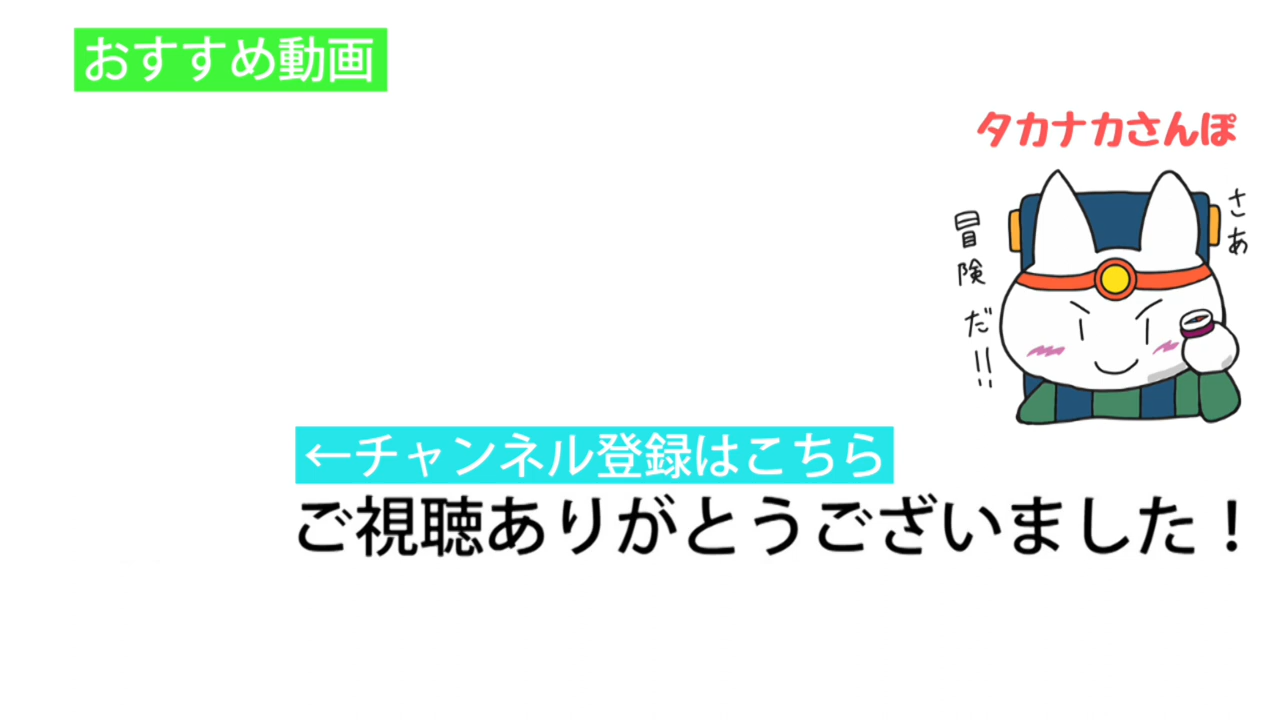 おすすめ動画
タカナカさんぽ
さあ
冒険だ!!
←チャンネル登録はこちら
ご視聴ありがとうございました！